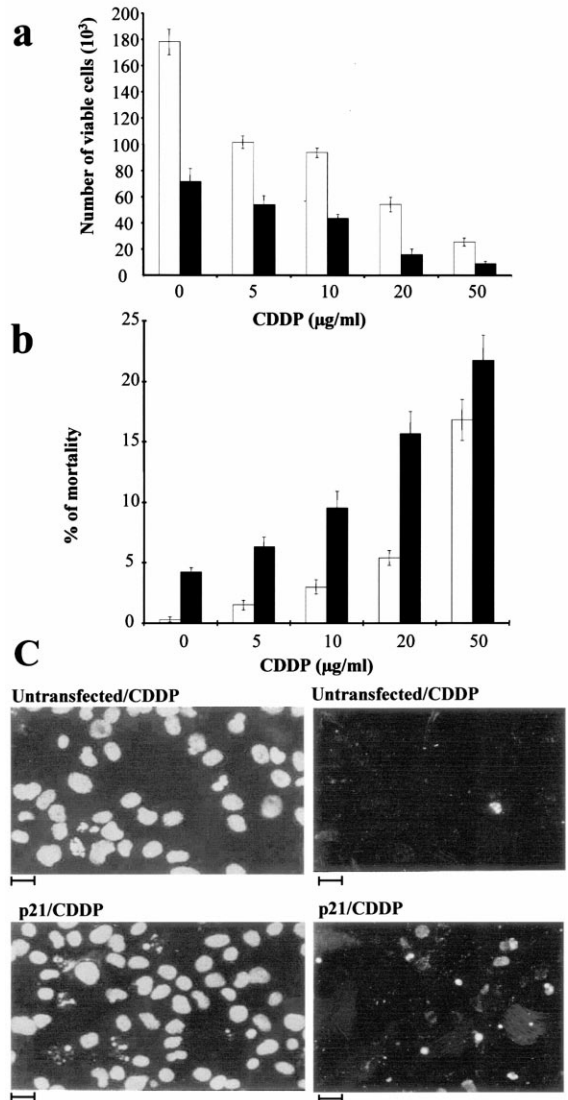 a
Number of viable cells (10³)
200
180
160
140
120
100
80
60
40
20
0
0 5 10 20 50
CDDP (µg/ml)
b
% of mortality
25
20
15
10
5
0
0 5 10 20 50
CDDP (µg/ml)
C
Untransfected/CDDP Untransfected/CDDP
p21/CDDP p21/CDDP